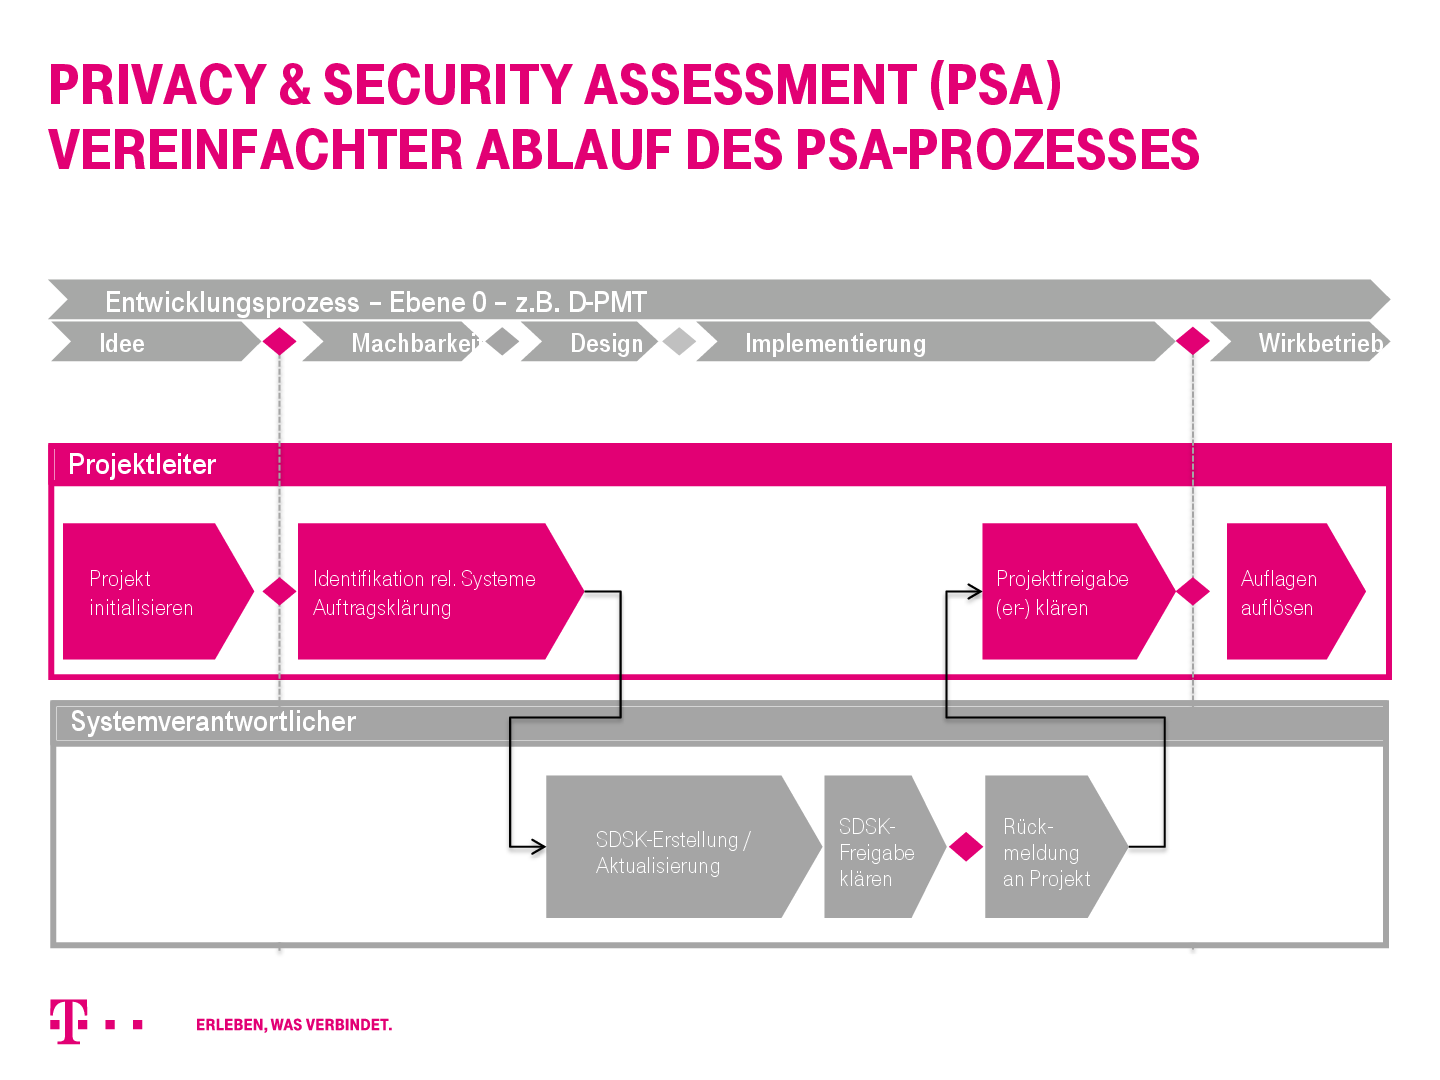 PRIVACY & SECURITY ASSESSMENT (PSA)
VEREINFACHTER ABLAUF DES PSA-PROZESSES
Entwicklungsprozess – Ebene 0 – z.B. D-PMT
Idee
Machbarkeit
Design
Implementierung
Wirkbetrieb
Projektleiter
Projekt
initialisieren
Identifikation rel. Systeme
Auftragsklärung
Projektfreigabe
(er-) klären
Auflagen
auflösen
Systemverantwortlicher
SDSK-Erstellung /
Aktualisierung
SDSK-
Freigabe
klären
Rück-
meldung
an Projekt
T
ERLEBEN, WAS VERBINDET.